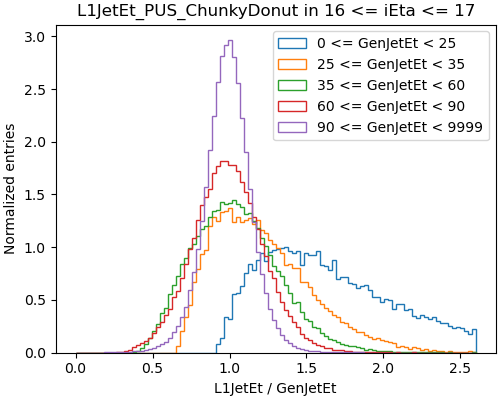 L1JetEt_PUS_ChunkyDonut in 16 <= iEta <= 17
0 <= GenJetEt < 25
25 <= GenJetEt < 35
35 <= GenJetEt < 60
60 <= GenJetEt < 90
90 <= GenJetEt < 9999
Normalized entries
3.0
2.5
2.0
1.5
1.0
0.5
0.0
0.0 0.5 1.0 1.5 2.0 2.5
L1JetEt / GenJetEt